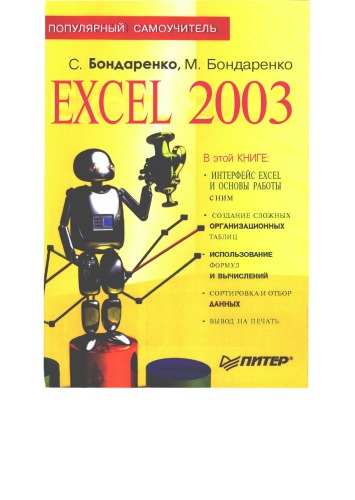 ПОПУЛЯРНЫЙ САМОУЧИТЕЛЬ
С. Бондаренко, М. Бондаренко
EXCEL 2003
В этой КНИГЕ:
• ИНТЕРФЕЙС EXCEL
И ОСНОВЫ РАБОТЫ
С НИМ
• СОЗДАНИЕ СЛОЖНЫХ
ОРГАНИЗАЦИОННЫХ
ТАБЛИЦ
• ИСПОЛЬЗОВАНИЕ
ФОРМУЛ
И ВЫЧИСЛЕНИЙ
• СОРТИРОВКА И ОТБОР
ДАННЫХ
• ВЫВОД НА ПЕЧАТЬ
ПИТЕР®